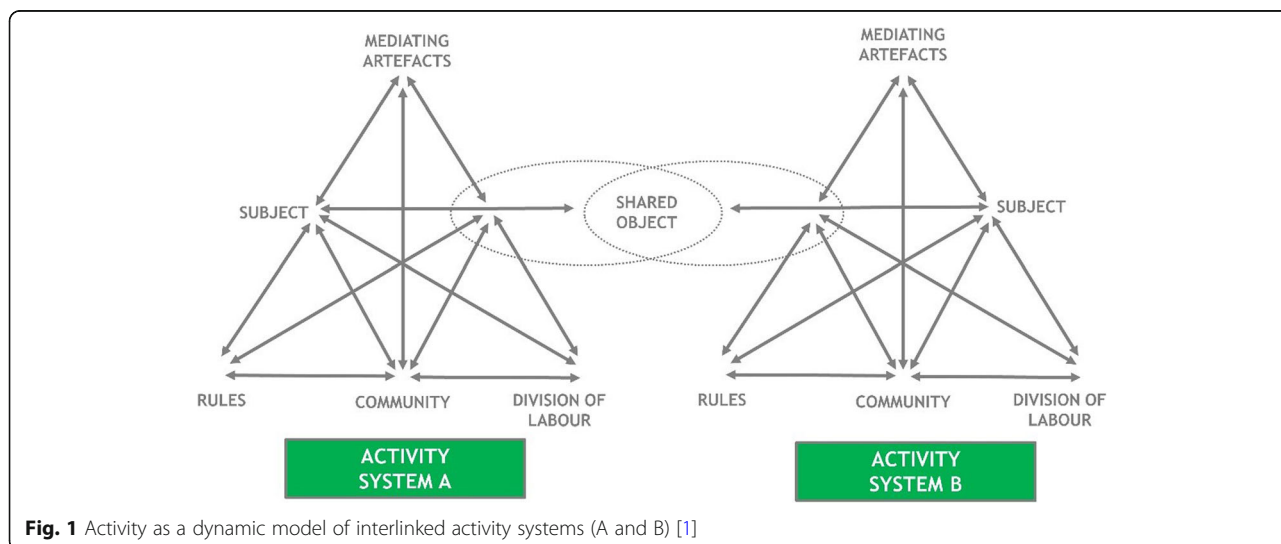 MEDIATING
ARTEFACTS
MEDIATING
ARTEFACTS
SUBJECT
SHARED
OBJECT
SUBJECT
RULES
COMMUNITY
DIVISION OF
LABOUR
RULES
COMMUNITY
DIVISION OF
LABOUR
ACTIVITY
SYSTEM A
ACTIVITY
SYSTEM B
Fig. 1 Activity as a dynamic model of interlinked activity systems (A and B) [1]